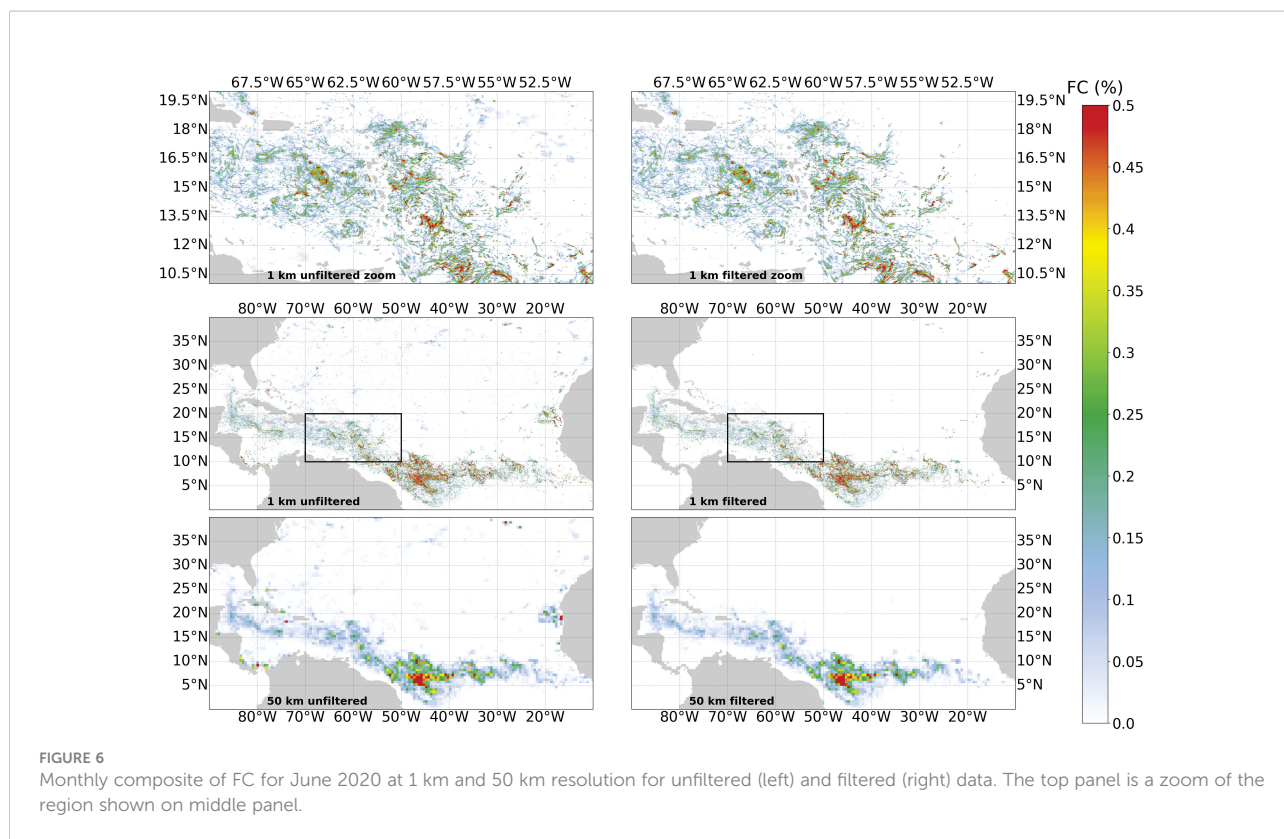 67.5°W 65°W 62.5°W 60°W 57.5°W 55°W 52.5°W
67.5°W 65°W 62.5°W 60°W 57.5°W 55°W 52.5°W
FC (%)
19.5°N
18°N
16.5°N
15°N
13.5°N
12°N
10.5°N
1 km unfiltered zoom
1 km filtered zoom
19.5°N
18°N
16.5°N
15°N
13.5°N
12°N
10.5°N
80°W 70°W 60°W 50°W 40°W 30°W 20°W
80°W 70°W 60°W 50°W 40°W 30°W 20°W
35°N
30°N
25°N
20°N
15°N
10°N
5°N
1 km unfiltered
1 km filtered
35°N
30°N
25°N
20°N
15°N
10°N
5°N
35°N
30°N
25°N
20°N
15°N
10°N
5°N
50 km unfiltered
50 km filtered
35°N
30°N
25°N
20°N
15°N
10°N
5°N
80°W 70°W 60°W 50°W 40°W 30°W 20°W
80°W 70°W 60°W 50°W 40°W 30°W 20°W
0.5
0.45
0.4
0.35
0.3
0.25
0.2
0.15
0.1
0.05
0.0
FIGURE 6
Monthly composite of FC for June 2020 at 1 km and 50 km resolution for unfiltered (left) and filtered (right) data. The top panel is a zoom of the
region shown on middle panel.